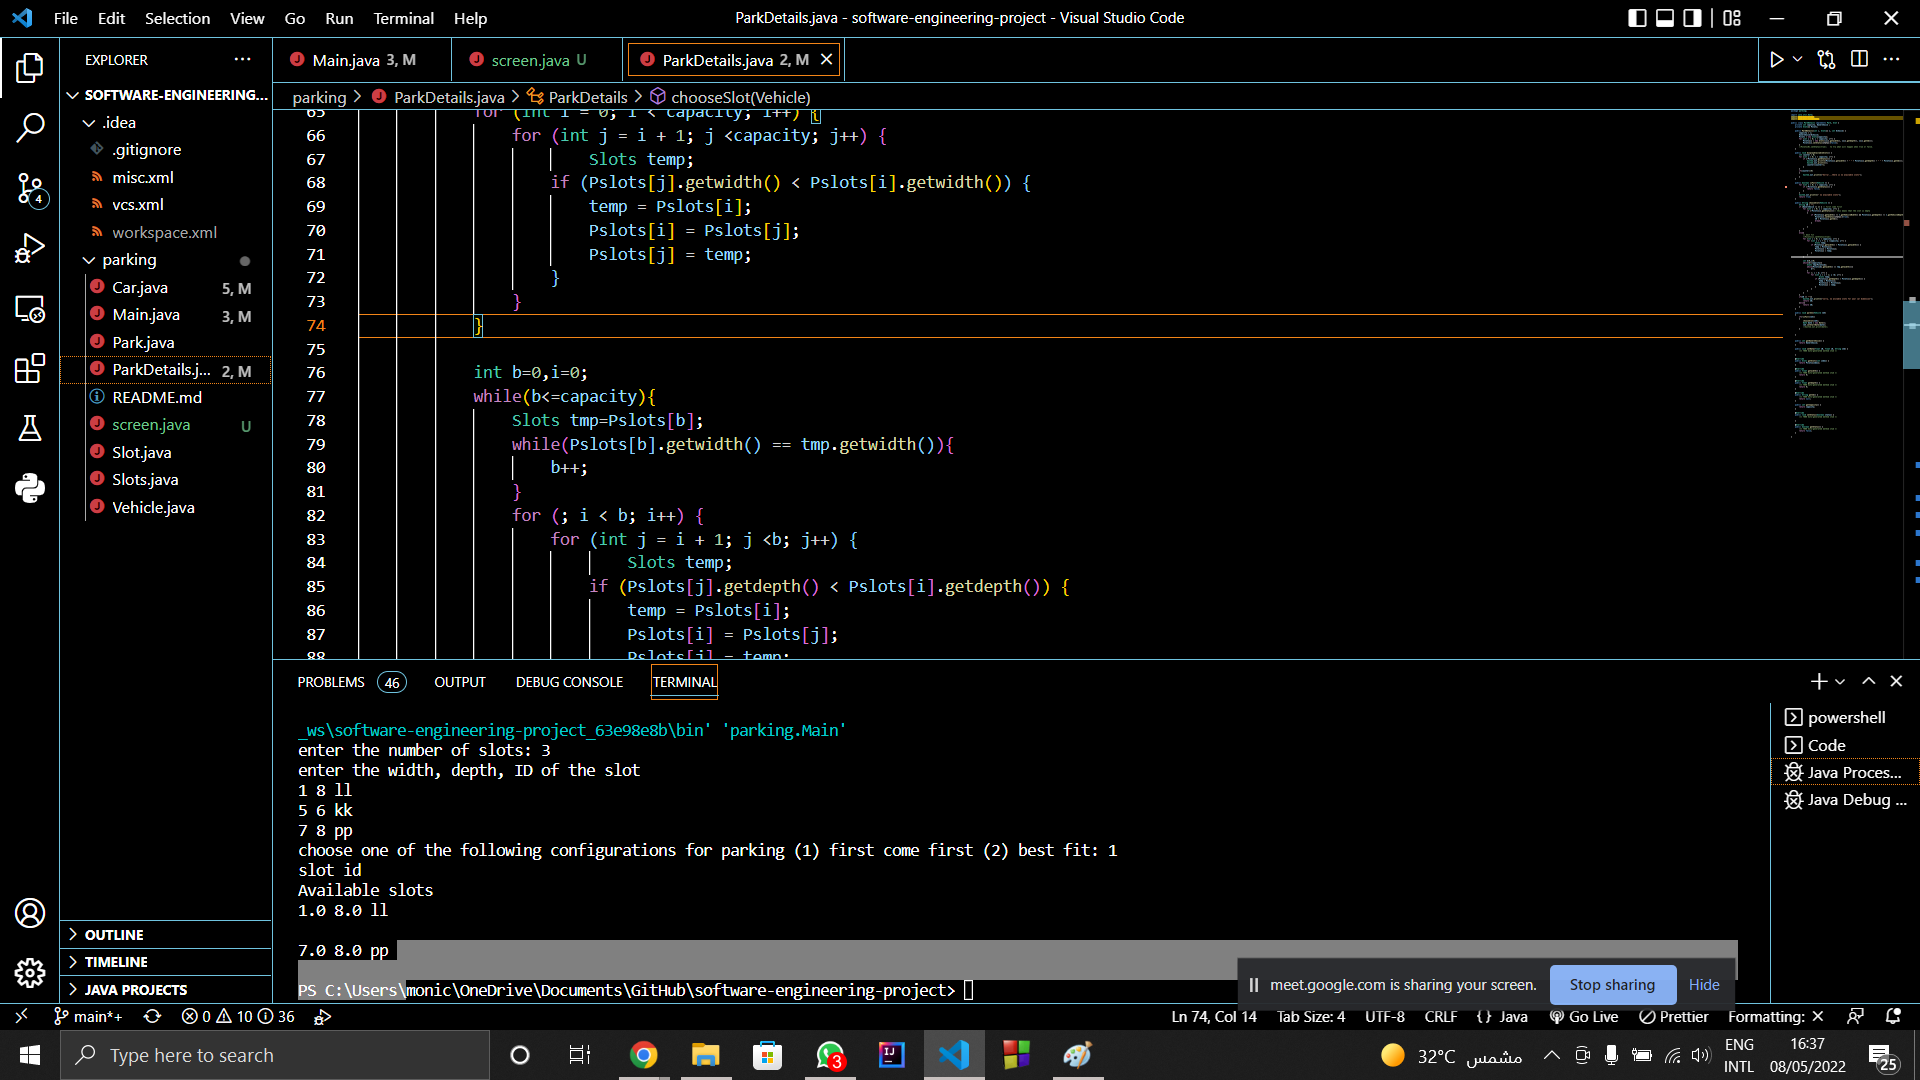 File Edit Selection View Go Run Terminal Help
ParkDetails.java - software-engineering-project - Visual Studio Code
EXPLORER
SOFTWARE-ENGINEERING...
.idea
.gitignore
misc.xml
vcs.xml
workspace.xml
parking
Car.java 5, M
Main.java 3, M
Park.java
ParkDetails.j... 2, M
README.md
screen.java U
Slot.java
Slots.java
Vehicle.java
OUTLINE
TIMELINE
JAVA PROJECTS
4
Main.java 3, M
screen.java U
ParkDetails.java 2, M
parking > ParkDetails.java > ParkDetails > chooseSlot(Vehicle)
65 for (int i = 0; i < capacity; i++) {
66 for (int j = i + 1; j <capacity; j++) {
67 Slots temp;
68 if (Pslots[j].getwidth() < Pslots[i].getwidth()) {
69 temp = Pslots[i];
70 Pslots[i] = Pslots[j];
71 Pslots[j] = temp;
72 }
73 }
74 }
75
76 int b=0,i=0;
77 while(b<=capacity){
78 Slots tmp=Pslots[b];
79 while(Pslots[b].getwidth() == tmp.getwidth()){
80 b++;
81 }
82 for (; i < b; i++) {
83 for (int j = i + 1; j <b; j++) {
84 Slots temp;
85 if (Pslots[j].getdepth() < Pslots[i].getdepth()) {
86 temp = Pslots[i];
87 Pslots[i] = Pslots[j];
88 Pslots[j] = temp;
PROBLEMS 46 OUTPUT DEBUG CONSOLE TERMINAL
_ws\software-engineering-project_63e98e8b\bin' 'parking.Main'
enter the number of slots: 3
enter the width, depth, ID of the slot
1 8 ll
5 6 kk
7 8 pp
choose one of the following configurations for parking (1) first come first (2) best fit: 1
slot id
Available slots
1.0 8.0 ll
7.0 8.0 pp
PS C:\Users\monic\OneDrive\Documents\GitHub\software-engineering-project>
powershell
Code
Java Proces...
Java Debug ...
meet.google.com is sharing your screen. Stop sharing Hide
main*+ 0 10 36
Ln 74, Col 14 Tab Size: 4 UTF-8 CRLF {} Java Go Live Prettier Formatting: ×
Type here to search
3
32°C مشمس
ENG
INTL
16:37
08/05/2022
25